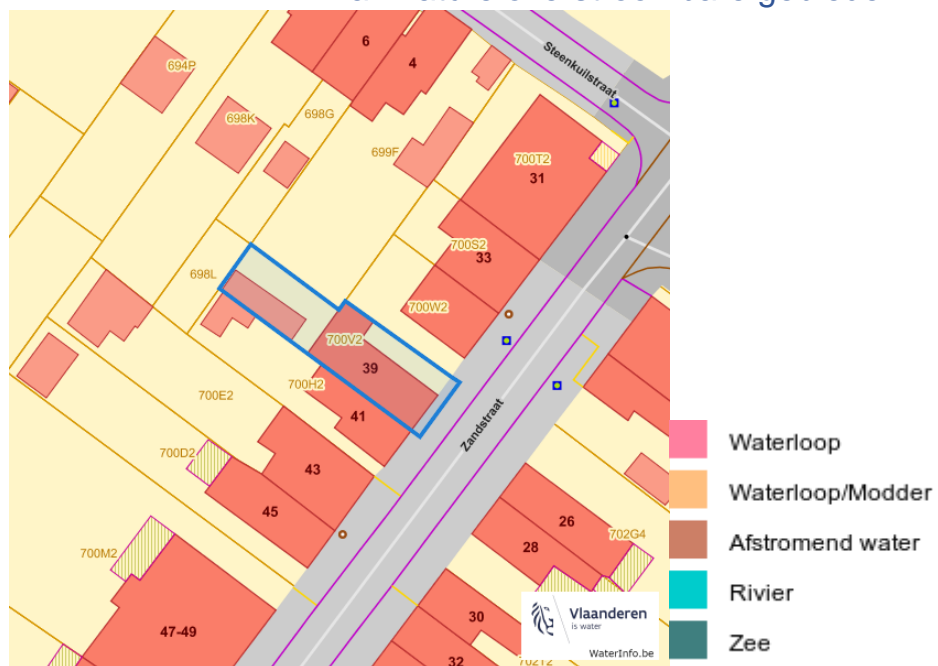 6
4
Steenkuilstraat
694P
698K
698G
699F
700T2
31
700S2
33
698L
700W2
700V2
39
700H2
700E2
41
Zandstraat
43
700D2
45
26
28
702G4
700M2
47-49
30
32
702T2
Vlaanderen
is water
WaterInfo.be
Waterloop
Waterloop/Modder
Afstromend water
Rivier
Zee